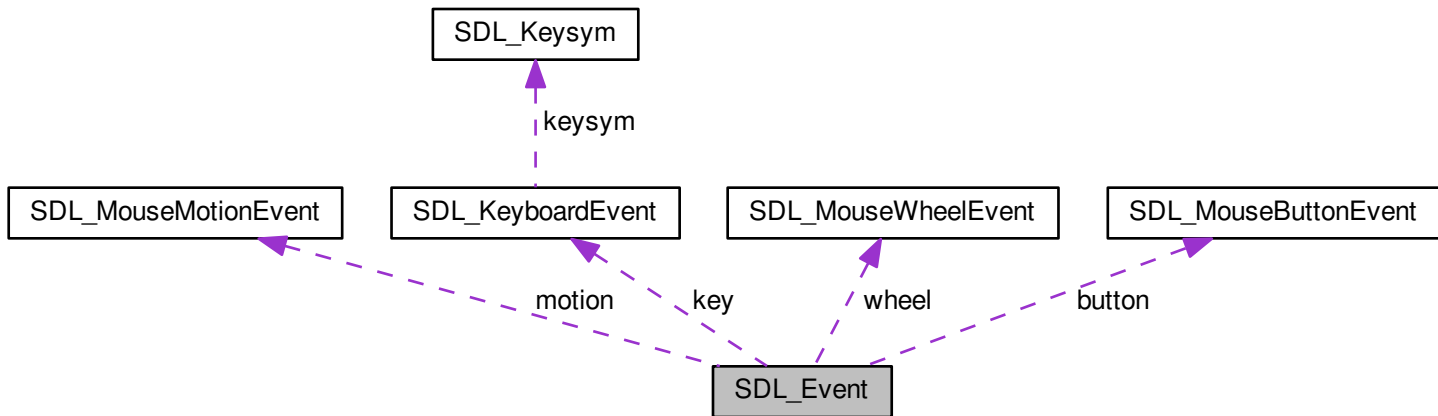 SDL_Keysym
keysym
SDL_MouseMotionEvent
SDL_KeyboardEvent
SDL_MouseWheelEvent
SDL_MouseButtonEvent
motion
key
wheel
button
SDL_Event